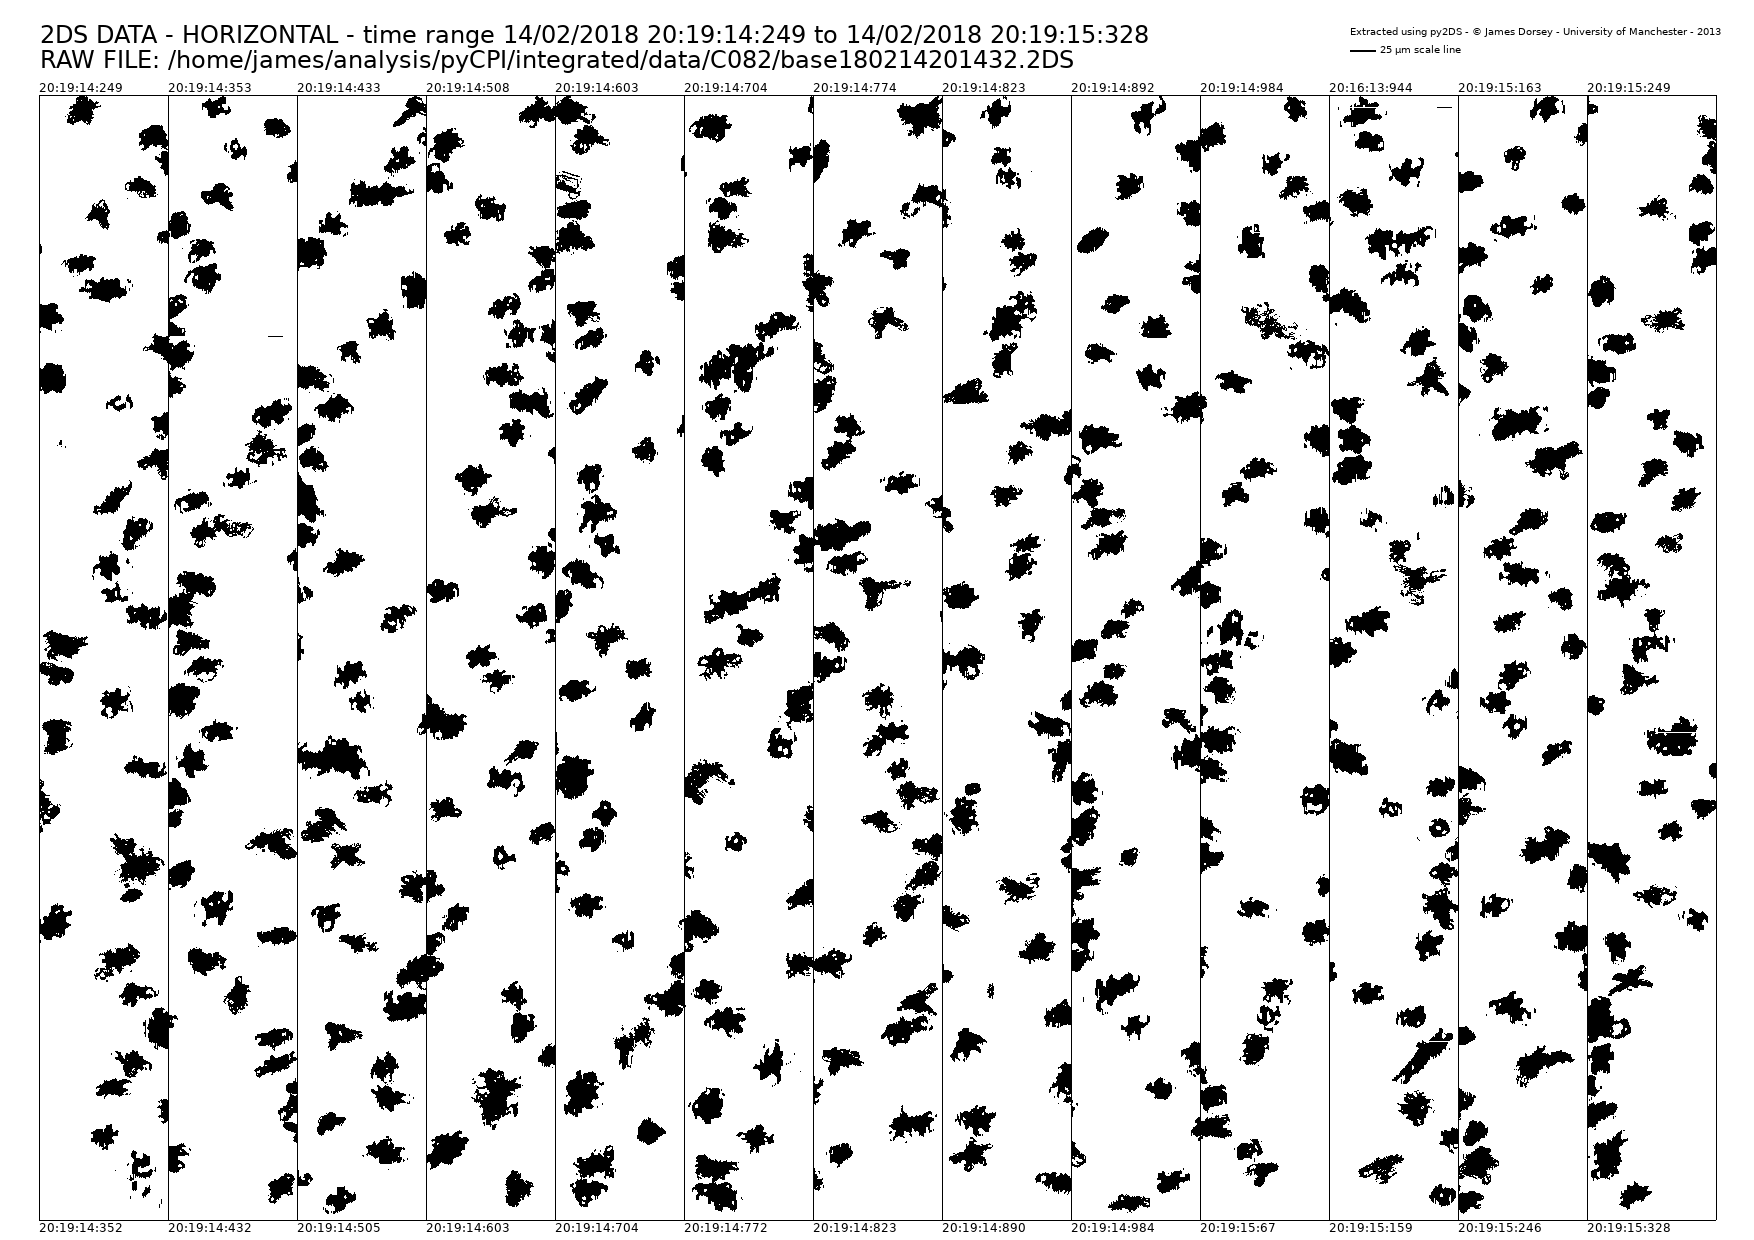 2DS DATA - HORIZONTAL - time range 14/02/2018 20:19:14:249 to 14/02/2018 20:19:15:328
RAW FILE: /home/james/analysis/pyCPI/integrated/data/C082/base180214201432.2DS
Extracted using py2DS - © James Dorsey - University of Manchester - 2013
25 µm scale line
20:19:14:249 20:19:14:353 20:19:14:433 20:19:14:508 20:19:14:603 20:19:14:704 20:19:14:774 20:19:14:823 20:19:14:892 20:19:14:984 20:16:13:944 20:19:15:163 20:19:15:249
20:19:14:352 20:19:14:432 20:19:14:505 20:19:14:603 20:19:14:704 20:19:14:772 20:19:14:823 20:19:14:890 20:19:14:984 20:19:15:67 20:19:15:159 20:19:15:246 20:19:15:328